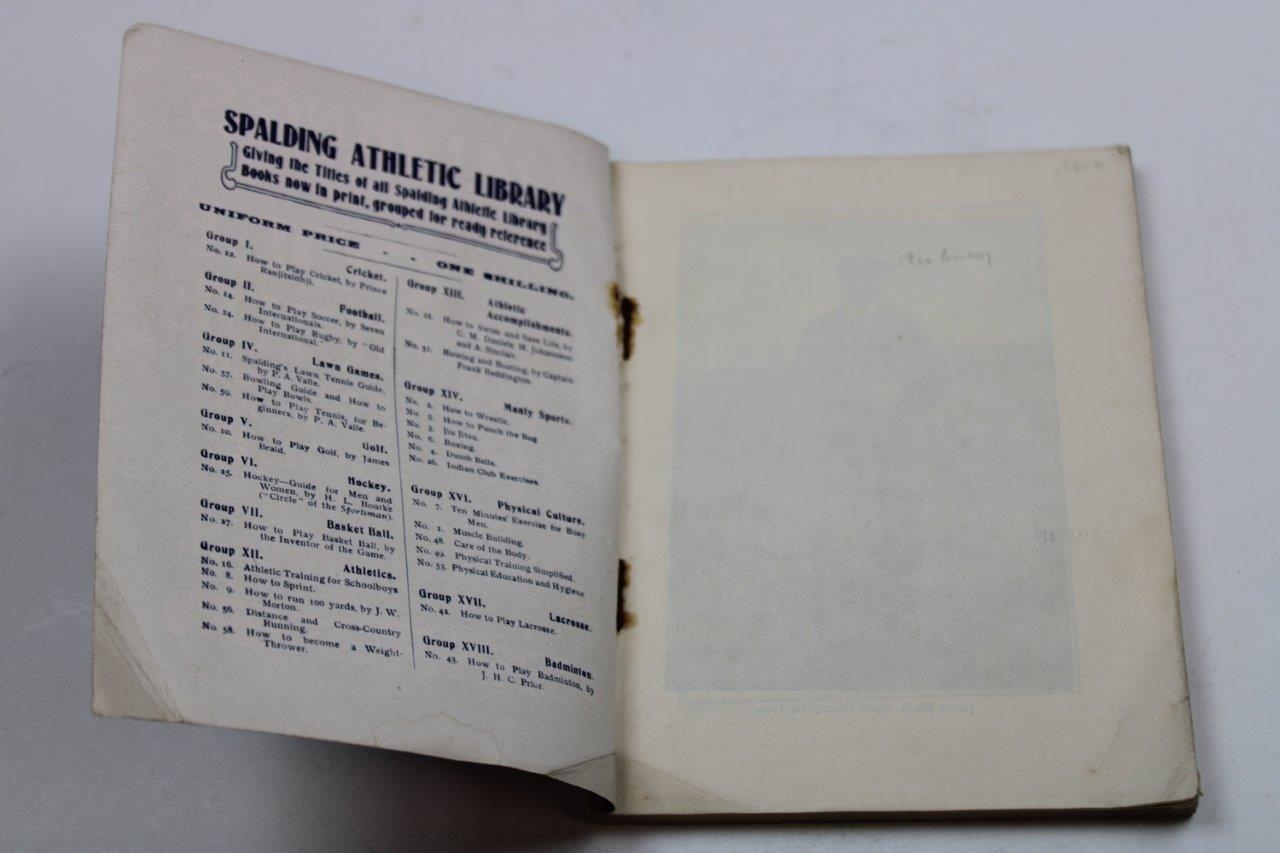 SPALDING ATHLETIC LIBRARY
Giving the Titles of all Spalding Athletic Library
Books now in print, grouped for ready reference
UNIFORM PRICE - - ONE SHILLING.
Group I. Cricket.
No. 12. How to Play Cricket, by Prince
Ranjitsinhji.
Group II. Football.
No. 14. How to Play Soccer, by Seven
Internationals.
No. 24. How to Play Rugby, by "Old
International."
Group IV. Lawn Games.
No. 11. Spalding's Lawn Tennis Guide,
by P. A. Vaile.
No. 57. Bowling Guide and How to
Play Bowls.
No. 59. How to Play Tennis, for Be-
ginners, by P. A. Vaile.
Group V. Golf.
No. 10. How to Play Golf, by James
Braid.
Group VI. Hockey.
No. 25. Hockey—Guide for Men and
Women, by H. L. Bourke
("Circle" of the Sportsman).
Group VII. Basket Ball.
No. 27. How to Play Basket Ball, by
the Inventor of the Game.
Group XII. Athletics.
No. 16. Athletic Training for Schoolboys
No. 8. How to Sprint.
No. 9. How to run 100 yards, by J. W.
Morton.
No. 56. Distance and Cross-Country
Running.
No. 58. How to become a Weight-
Thrower.
Group XIII. Athletic
Accomplishments.
No. 21. How to Swim and Save Life, by
C. M. Daniels, H. Johannson
and A. Sinclair.
No. 31. Rowing and Boating, by Captain
Frank Beddington.
Group XIV. Manly Sports.
No. 2. How to Wrestle.
No. 5. How to Punch the Bag
No. 3. Jiu Jitsu.
No. 6. Boxing.
No. 4. Dumb Bells.
No. 26. Indian Club Exercises.
Group XVI. Physical Culture.
No. 7. Ten Minutes' Exercise for Busy
Men.
No. 1. Muscle Building.
No. 48. Care of the Body.
No. 49. Physical Training Simplified.
No. 53. Physical Education and Hygiene
Group XVII. Lacrosse.
No. 42. How to Play Lacrosse.
Group XVIII. Badminton.
No. 43. How to Play Badminton, by
J. H. C. Prior.
James Braid, Open Champion,